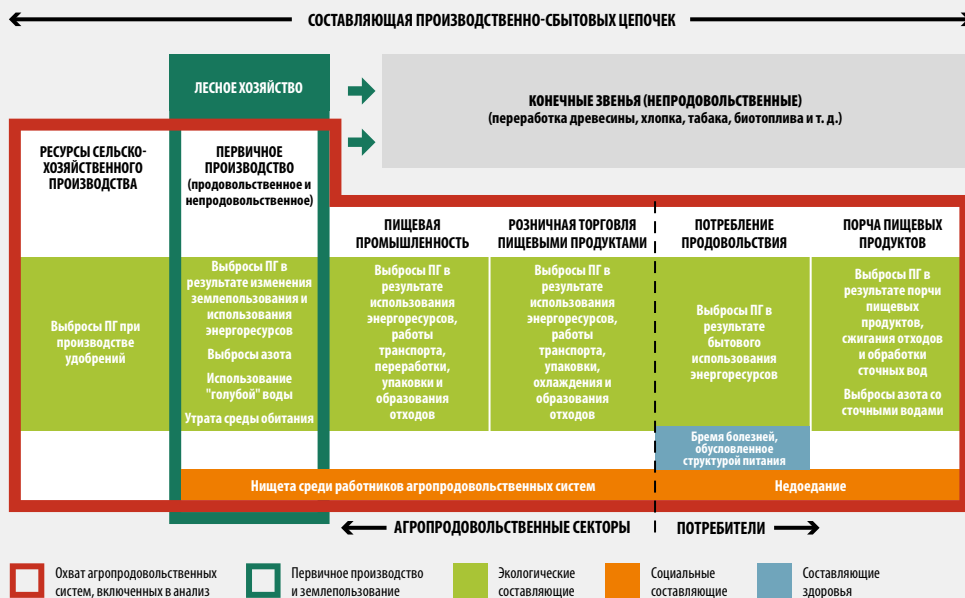 СОСТАВЛЯЮЩАЯ ПРОИЗВОДСТВЕННО-СБЫТОВЫХ ЦЕПОЧЕК
ЛЕСНОЕ ХОЗЯЙСТВО
КОНЕЧНЫЕ ЗВЕНЬЯ (НЕПРОДОВОЛЬСТВЕННЫЕ)
(переработка древесины, хлопка, табака, биотоплива и т. д.)
РЕСУРСЫ СЕЛЬСКО-
ХОЗЯЙСТВЕННОГО
ПРОИЗВОДСТВА
ПЕРВИЧНОЕ
ПРОИЗВОДСТВО
(продовольственное и
непродовольственное)
ПИЩЕВАЯ
ПРОМЫШЛЕННОСТЬ
РОЗНИЧНАЯ ТОРГОВЛЯ
ПИЩЕВЫМИ ПРОДУКТАМИ
ПОТРЕБЛЕНИЕ
ПРОДОВОЛЬСТВИЯ
ПОРЧА ПИЩЕВЫХ
ПРОДУКТОВ
Выбросы ПГ при
производстве
удобрений
Выбросы ПГ в
результате изменения
землепользования и
использования
энергоресурсов
Выбросы азота
Использование
"голубой" воды
Утрата среды обитания
Выбросы ПГ в
результате
использования
энергоресурсов,
работы
транспорта,
переработки,
упаковки и
образования
отходов
Выбросы ПГ в
результате
использования
энергоресурсов,
работы
транспорта,
упаковки,
охлаждения и
образования
отходов
Выбросы ПГ в
результате
бытового
использования
энергоресурсов
Выбросы ПГ в
результате порчи
пищевых
продуктов,
сжигания отходов
и обработки
сточных вод
Выбросы азота со
сточными водами
Бремя болезней,
обусловленное
структурой питания
Нищета среди работников агропродовольственных систем
Недоедание
АГРОПРОДОВОЛЬСТВЕННЫЕ СЕКТОРЫ
ПОТРЕБИТЕЛИ
Охват агропродовольственных
систем, включенных в анализ
Первичное производство
и землепользование
Экологические
составляющие
Социальные
составляющие
Составляющие
здоровья